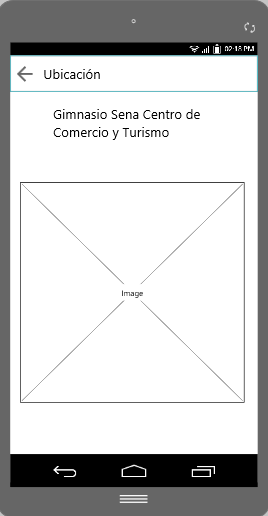 02:18 PM
Ubicación
Gimnasio Sena Centro de
Comercio y Turismo
Image